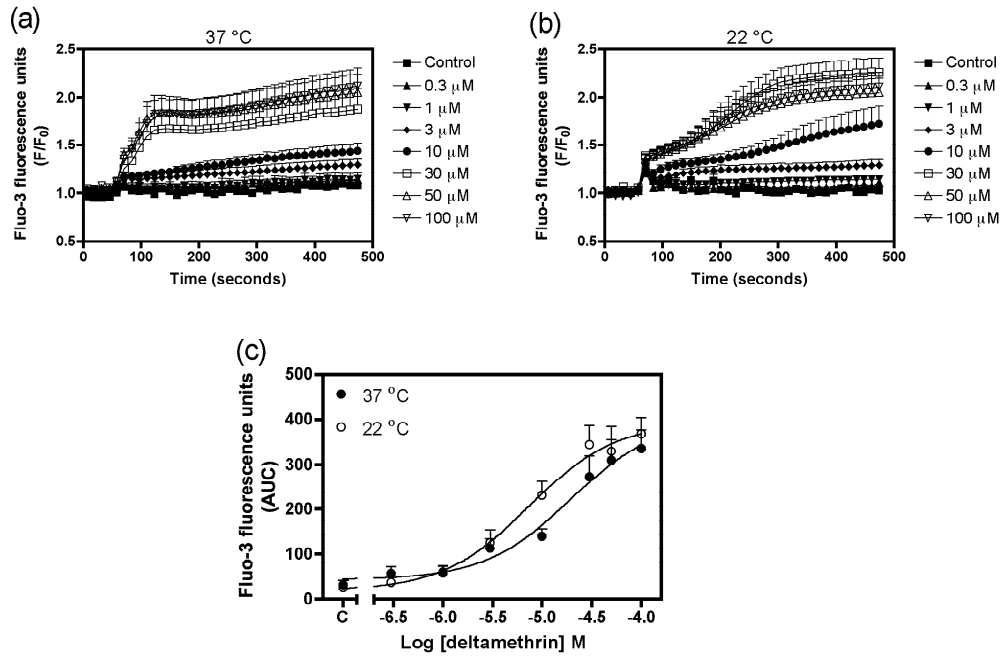 (a)
37 °C
Fluo-3 fluorescence units
(F/F0)
2.5
2.0
1.5
1.0
0.5
0 100 200 300 400 500
Time (seconds)
Control
0.3 µM
1 µM
3 µM
10 µM
30 µM
50 µM
100 µM
(b)
22 °C
Fluo-3 fluorescence units
(F/F0)
2.5
2.0
1.5
1.0
0.5
0 100 200 300 400 500
Time (seconds)
Control
0.3 µM
1 µM
3 µM
10 µM
30 µM
50 µM
100 µM
(c)
Fluo-3 fluorescence units
(AUC)
500
400
300
200
100
0
37 °C
22 °C
C -6.5 -6.0 -5.5 -5.0 -4.5 -4.0
Log [deltamethrin] M